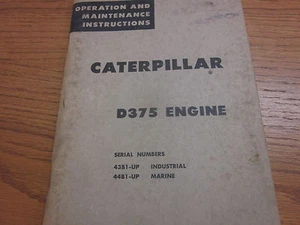 OPERATION AND
MAINTENANCE
INSTRUCTIONS
CATERPILLAR
D375 ENGINE
SERIAL NUMBERS
43B1-UP INDUSTRIAL
44B1-UP MARINE